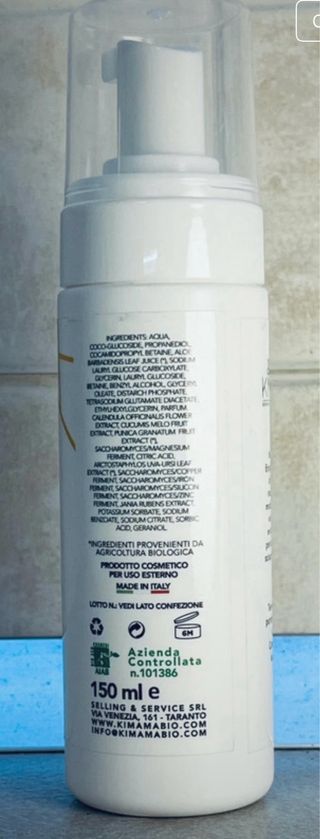 INGREDIENTS: AQUA,
COCO-GLUCOSIDE, PROPANEDIOL,
COCAMIDOPROPYL BETAINE, ALOE
BARBADENSIS LEAF JUICE (*), SODIUM
LAURYL GLUCOSE CARBOXYLATE,
GLYCERIN, LAURYL GLUCOSIDE,
BETAINE, BENZYL ALCOHOL, GLYCERYL
OLEATE, DISTARCH PHOSPHATE,
TETRASODIUM GLUTAMATE DIACETATE,
ETHYLHEXYLGLYCERIN, PARFUM,
CALENDULA OFFICINALIS FLOWER
EXTRACT, CUCUMIS MELO FRUIT
EXTRACT, PUNICA GRANATUM FRUIT
EXTRACT (*),
SACCHAROMYCES/MAGNESIUM
FERMENT, CITRIC ACID,
ARCTOSTAPHYLOS UVA-URSI LEAF
EXTRACT (*), SACCHAROMYCES/COPPER
FERMENT, SACCHAROMYCES/IRON
FERMENT, SACCHAROMYCES/SILICON
FERMENT, SACCHAROMYCES/ZINC
FERMENT, JANIA RUBENS EXTRACT,
POTASSIUM SORBATE, SODIUM
BENZOATE, SODIUM CITRATE, SORBIC
ACID, GERANIOL.
*INGREDIENTI PROVENIENTI DA
AGRICOLTURA BIOLOGICA
PRODOTTO COSMETICO
PER USO ESTERNO
MADE IN ITALY
LOTTO N.: VEDI LATO CONFEZIONE
6M
AIAB
Azienda
Controllata
n.101386
150 ml e
SELLING & SERVICE SRL
VIA VENEZIA, 161 - TARANTO
WWW.KIMAMABIO.COM
INFO@KIMAMABIO.COM